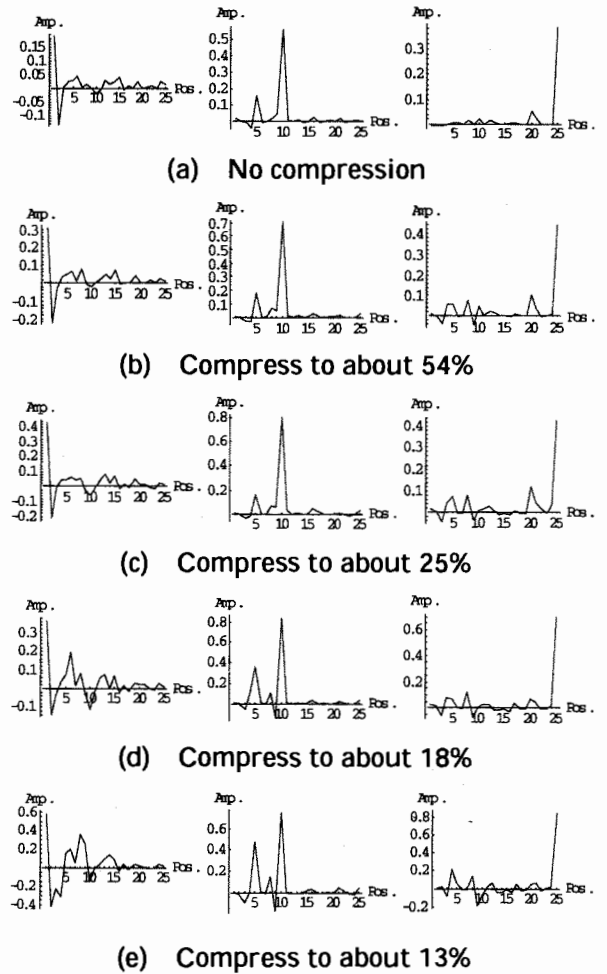 Amp. Amp. Amp.
0.15 0.5 0.3
0.1 0.4
0.05 0.3
-0.05 0.2 0.1
-0.1 0.1
5 10 15 20 25 Pos. 5 10 15 20 25 Pos. 5 10 15 20 25 Pos.
(a) No compression
Amp. Amp. Amp.
0.3 0.7 0.4
0.2 0.5 0.3
0.1 0.4 0.2
-0.1 0.3 0.1
-0.2 0.2
0.1
5 10 15 20 25 Pos. 5 10 15 20 25 Pos. 5 10 15 20 25 Pos.
(b) Compress to about 54%
Amp. Amp. Amp.
0.4 0.8 0.4
0.3 0.6 0.3
0.2 0.4 0.2
0.1 0.2 0.1
-0.1
-0.2
5 10 15 20 25 Pos. 5 10 15 20 25 Pos. 5 10 15 20 25 Pos.
(c) Compress to about 25%
Amp. Amp. Amp.
0.3 0.8 0.6
0.2 0.6 0.4
0.1 0.4 0.2
-0.1 0.2
5 10 15 20 25 Pos. 5 10 15 20 25 Pos. 5 10 15 20 25 Pos.
(d) Compress to about 18%
Amp. Amp. Amp.
0.6 0.6 0.8
0.4 0.4 0.6
0.2 0.2 0.4
-0.2 0.2
-0.4 -0.2
5 10 15 20 25 Pos. 5 10 15 20 25 Pos. 5 10 15 20 25 Pos.
(e) Compress to about 13%